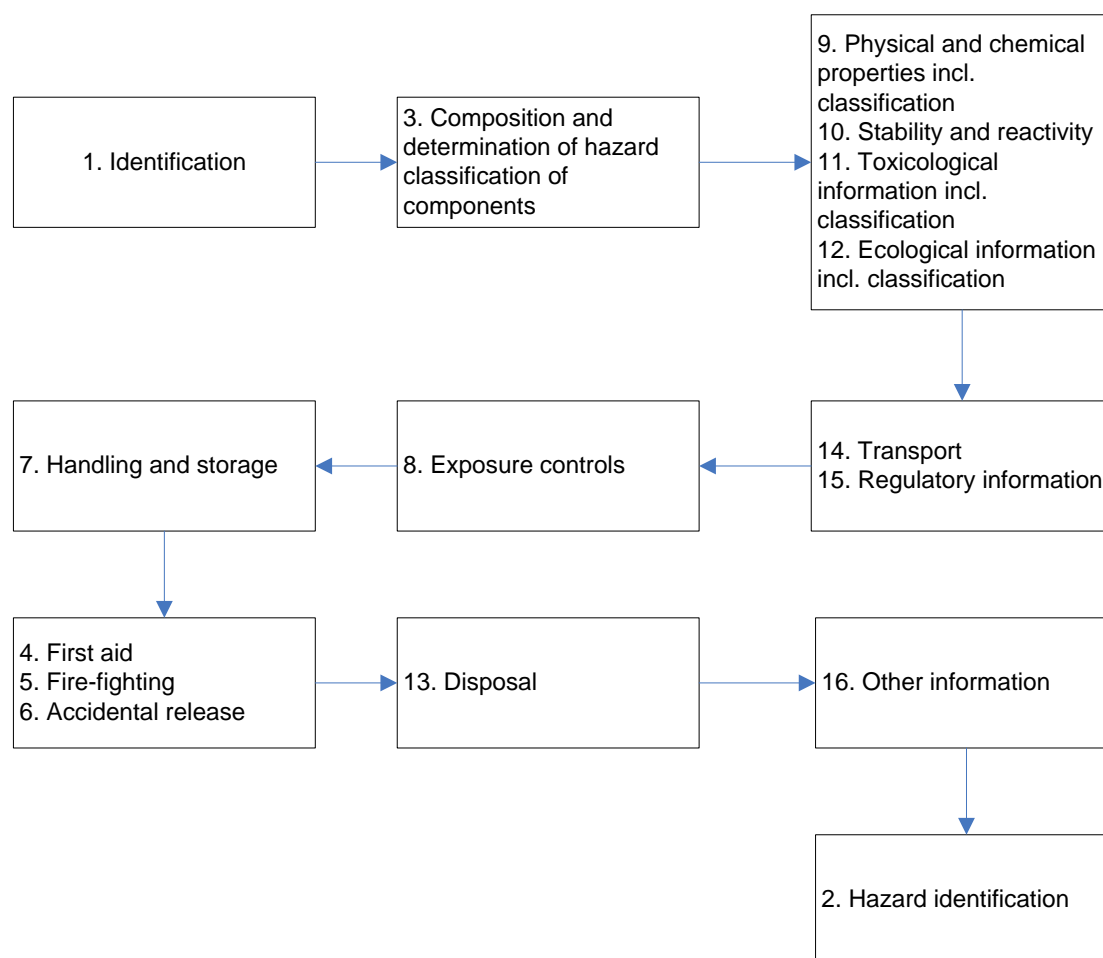 1. Identification
3. Composition and
determination of hazard
classification of
components
9. Physical and chemical
properties incl.
classification
10. Stability and reactivity
11. Toxicological
information incl.
classification
12. Ecological information
incl. classification
14. Transport
15. Regulatory information
8. Exposure controls
7. Handling and storage
4. First aid
5. Fire-fighting
6. Accidental release
13. Disposal
16. Other information
2. Hazard identification